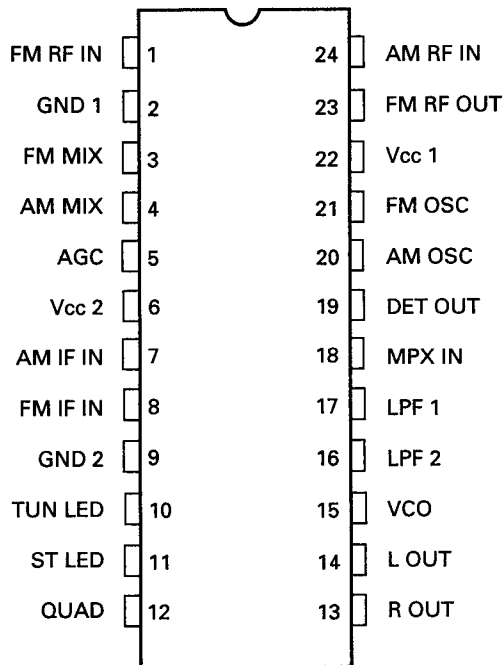 FM RF IN 1 24 AM RF IN
GND 1 2 23 FM RF OUT
FM MIX 3 22 Vcc 1
AM MIX 4 21 FM OSC
AGC 5 20 AM OSC
Vcc 2 6 19 DET OUT
AM IF IN 7 18 MPX IN
FM IF IN 8 17 LPF 1
GND 2 9 16 LPF 2
TUN LED 10 15 VCO
ST LED 11 14 L OUT
QUAD 12 13 R OUT